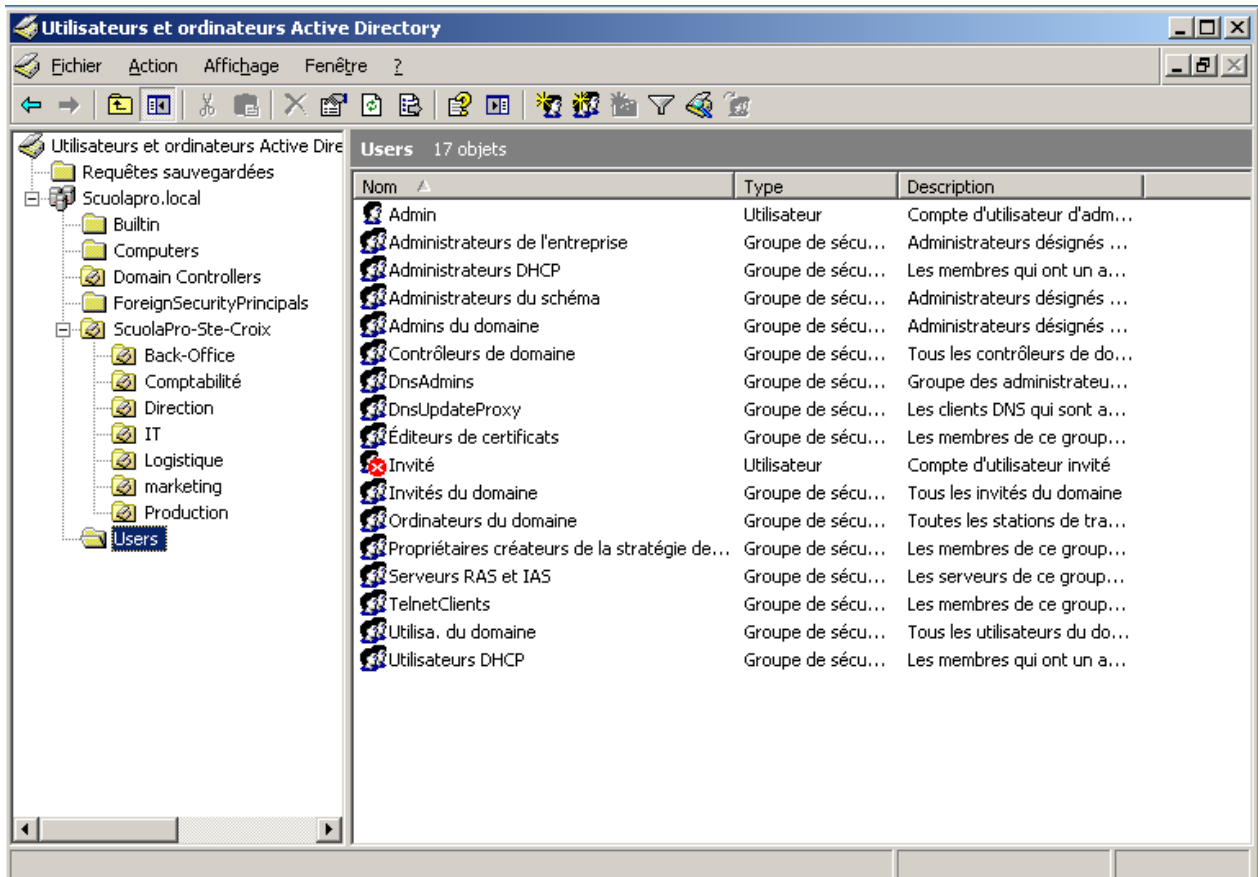 Utilisateurs et ordinateurs Active Directory
Fichier Action Affichage Fenêtre ?
Utilisateurs et ordinateurs Active Dire
Requêtes sauvegardées
Scuolapro.local
Builtin
Computers
Domain Controllers
ForeignSecurityPrincipals
ScuolaPro-Ste-Croix
Back-Office
Comptabilité
Direction
IT
Logistique
marketing
Production
Users
Users 17 objets
Nom Type Description
Admin Utilisateur Compte d'utilisateur d'adm...
Administrateurs de l'entreprise Groupe de sécu... Administrateurs désignés ...
Administrateurs DHCP Groupe de sécu... Les membres qui ont un a...
Administrateurs du schéma Groupe de sécu... Administrateurs désignés ...
Admins du domaine Groupe de sécu... Administrateurs désignés ...
Contrôleurs de domaine Groupe de sécu... Tous les contrôleurs de do...
DnsAdmins Groupe de sécu... Groupe des administrateu...
DnsUpdateProxy Groupe de sécu... Les clients DNS qui sont a...
Éditeurs de certificats Groupe de sécu... Les membres de ce group...
Invité Utilisateur Compte d'utilisateur invité
Invités du domaine Groupe de sécu... Tous les invités du domaine
Ordinateurs du domaine Groupe de sécu... Toutes les stations de tra...
Propriétaires créateurs de la stratégie de... Groupe de sécu... Les membres de ce group...
Serveurs RAS et IAS Groupe de sécu... Les serveurs de ce group...
TelnetClients Groupe de sécu... Les membres de ce group...
Utilisa. du domaine Groupe de sécu... Tous les utilisateurs du do...
Utilisateurs DHCP Groupe de sécu... Les membres qui ont un a...